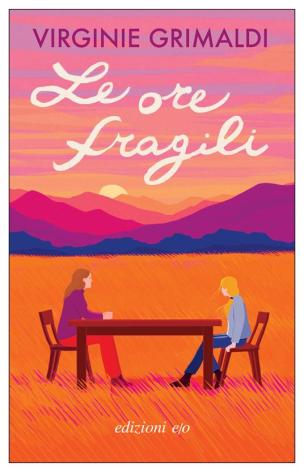 VIRGINIE GRIMALDI
Le ore
fragili
edizioni e/o